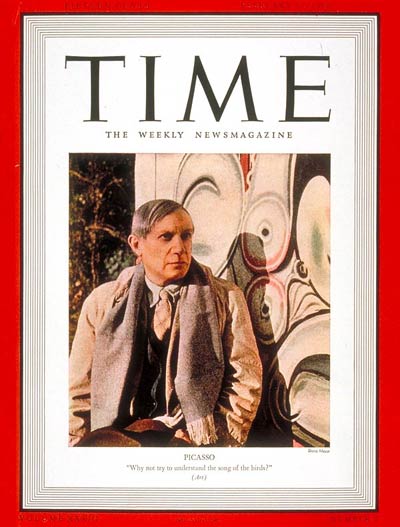 TIME
THE WEEKLY NEWSMAGAZINE
PICASSO
"Why not try to understand the song of the birds?"
(Art)